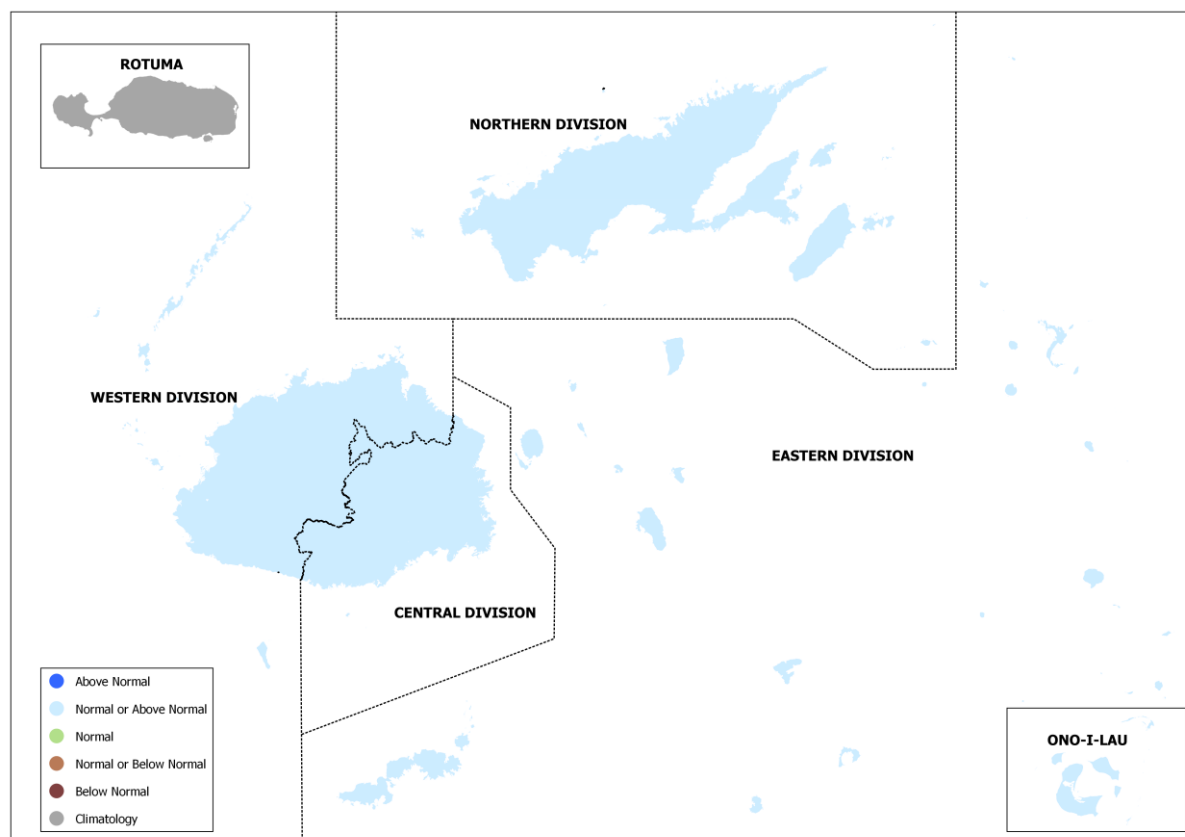 ROTUMA
NORTHERN DIVISION
WESTERN DIVISION
EASTERN DIVISION
CENTRAL DIVISION
Above Normal
Normal or Above Normal
Normal
Normal or Below Normal
Below Normal
Climatology
ONO-I-LAU